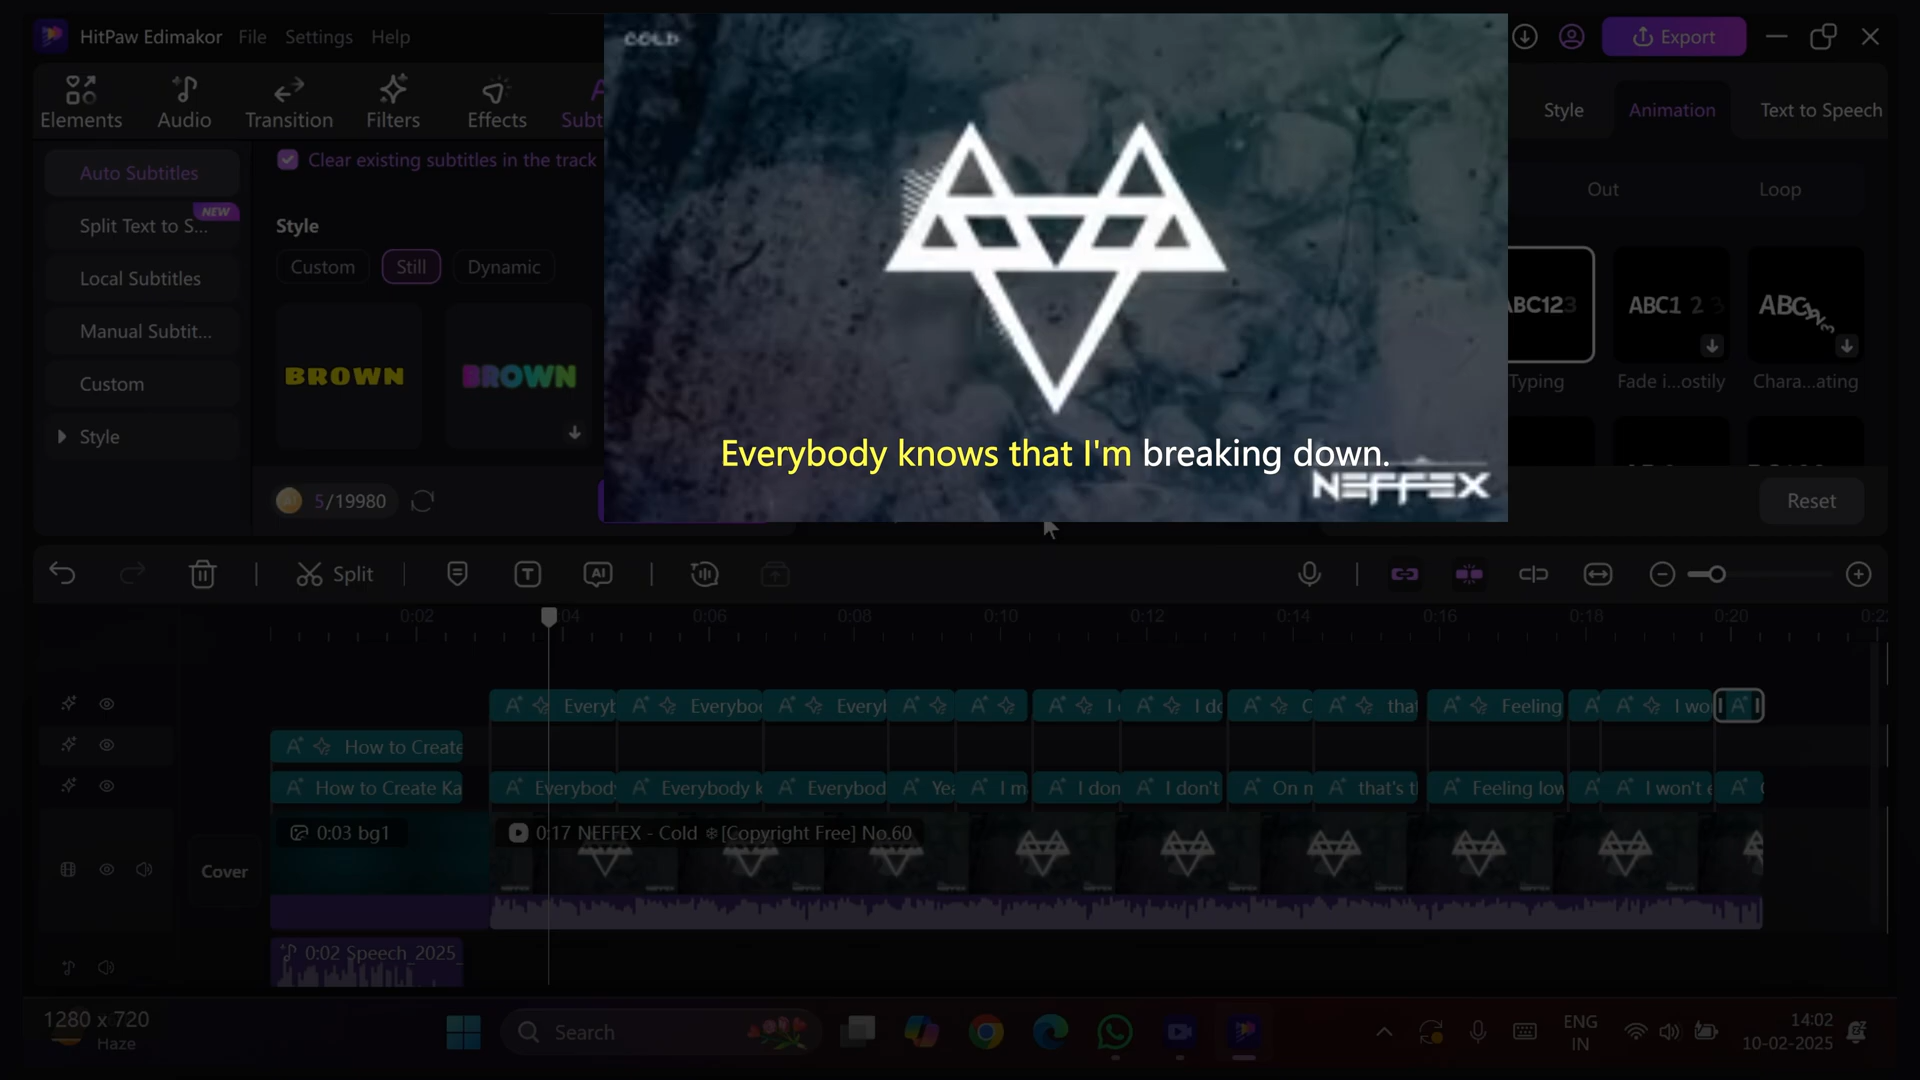 HitPaw Edimakor
File
Settings
Help
Export
Elements
Audio
Transition
Filters
Effects
Style
Animation
Text to Speech
Auto Subtitles
Clear existing subtitles in the track
NEW
Split Text to S...
Local Subtitles
Manual Subtit...
Custom
Style
Style
Custom
Still
Dynamic
BROWN
BROWN
5/19980
COLD
Everybody knows that I'm breaking down.
NEFFEX
Out
Loop
ABC123
ABC1 2 3
ABC123
Typing
Fade i...ostily
Chara...ating
Reset
Split
AI
0:02
0:06
0:08
0:10
0:12
0:14
0:16
0:18
0:20
How to Create
How to Create Ka
Everybody k
I don
I don't
that's t
Feeling
Feeling low
I won't
0:03 bg1
0:17 NEFFEX - Cold ❄[Copyright Free] No.60
Cover
0:02 Speech_2025_
1280 x 720
Haze
Search
ENG
IN
14:02
10-02-2025